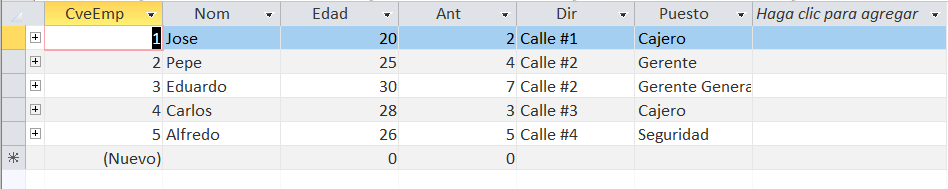 CveEmp Nom Edad Ant Dir Puesto Haga clic para agregar
1 Jose 20 2 Calle #1 Cajero
2 Pepe 25 4 Calle #2 Gerente
3 Eduardo 30 7 Calle #2 Gerente Genera
4 Carlos 28 3 Calle #3 Cajero
5 Alfredo 26 5 Calle #4 Seguridad
(Nuevo) 0 0